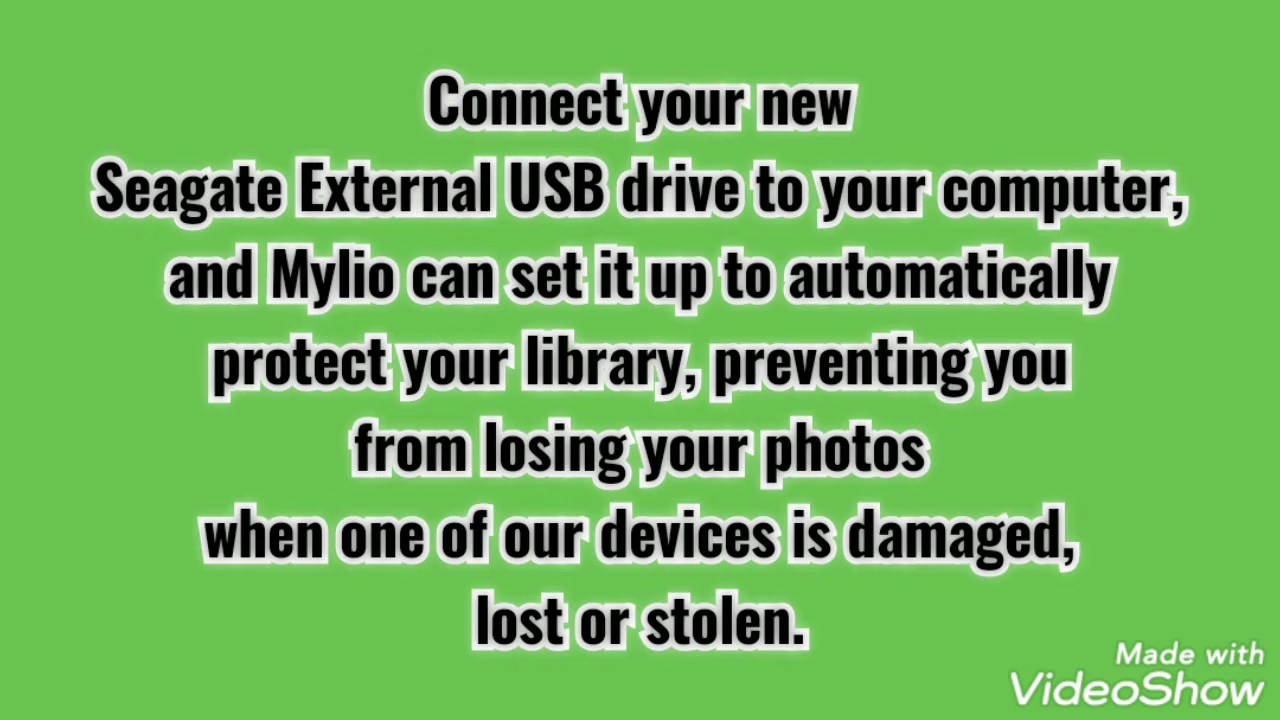 Connect your new
Seagate External USB drive to your computer,
and Mylio can set it up to automatically
protect your library, preventing you
from losing your photos
when one of our devices is damaged,
lost or stolen.
Made with
VideoShow